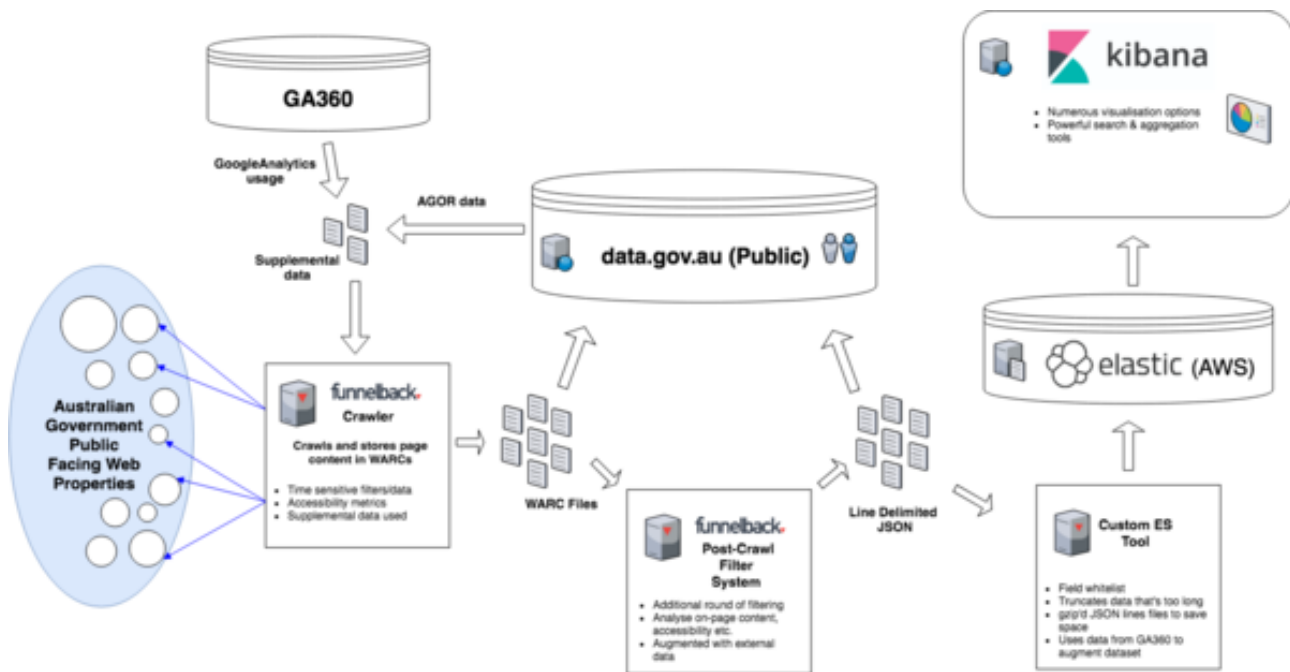 GA360
GoogleAnalytics
usage
AGOR data
Supplemental
data
data.gov.au (Public)
kibana
Numerous visualisation options
Powerful search & aggregation
tools
elastic (AWS)
Australian
Government
Public
Facing Web
Properties
funnelback
Crawler
Crawls and stores page
content in WARCs
Time sensitive filters/data
Accessibility metrics
Supplemental data used
WARC Files
funnelback
Post-Crawl
Filter
System
Additional round of filtering
Analyse on-page content,
accessibility etc.
Augmented with external
data
Line Delimited
JSON
Custom ES
Tool
Field whitelist
Truncates data that's too long
gzip'd JSON lines files to save
space
Uses data from GA360 to
augment dataset